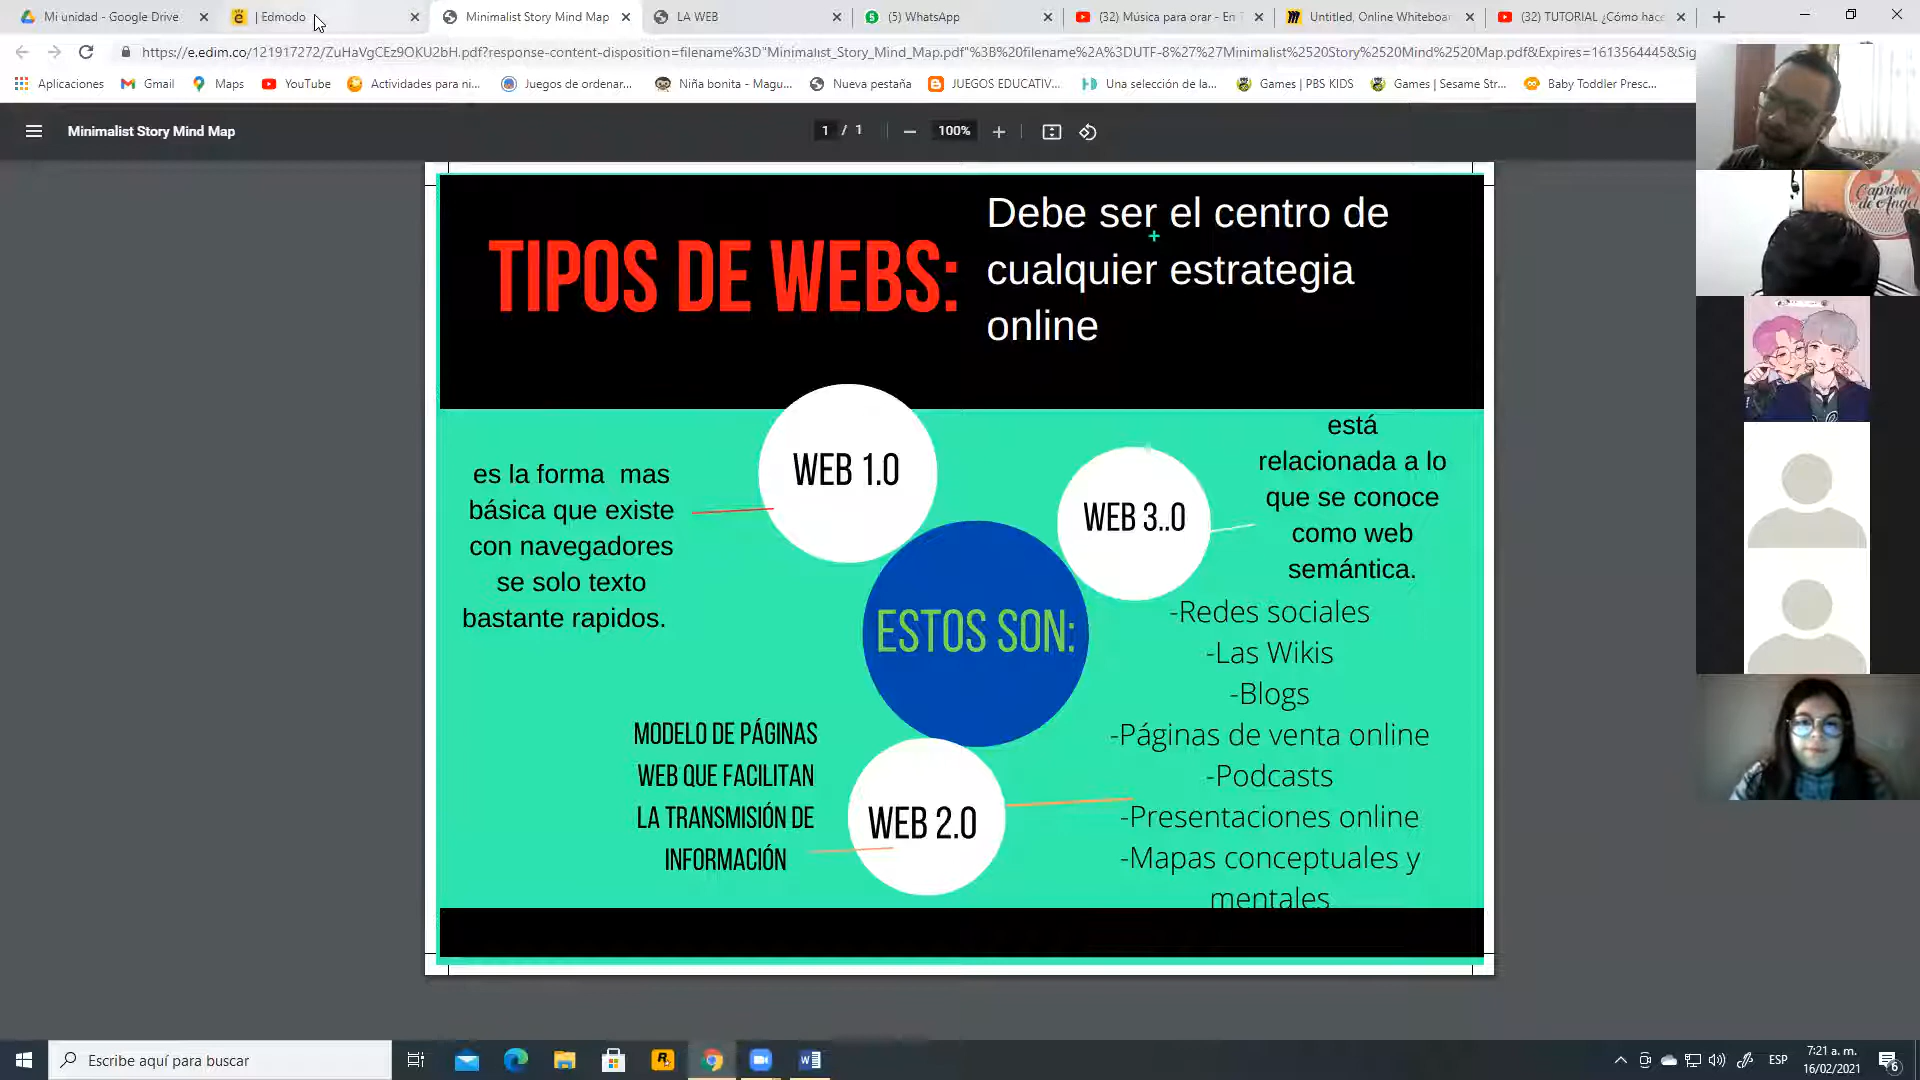 Mi unidad - Google Drive
| Edmodo
Minimalist Story Mind Map
LA WEB
(5) WhatsApp
(32) Música para orar - En T
Untitled, Online Whiteboar
(32) TUTORIAL ¿Cómo hace
https://e.edim.co/121917272/ZuHaVgCEz9OKU2bH.pdf?response-content-disposition=filename%3D"Minimalist_Story_Mind_Map.pdf"%3B%20filename%2A%3DUTF-8%27%27Minimalist%2520Story%2520Mind%2520Map.pdf&Expires=1613564445&Sig
Aplicaciones
Gmail
Maps
YouTube
Actividades para ni...
Juegos de ordenar...
Niña bonita - Magu...
Nueva pestaña
JUEGOS EDUCATIV...
Una selección de la...
Games | PBS KIDS
Games | Sesame Str...
Baby Toddler Presc...
Minimalist Story Mind Map
1 / 1
100%
Capricho
de Angel
TIPOS DE WEBS:
Debe ser el centro de
cualquier estrategia
online
WEB 1.0
es la forma mas
básica que existe
con navegadores
se solo texto
bastante rapidos.
WEB 3..0
está
relacionada a lo
que se conoce
como web
semántica.
ESTOS SON:
MODELO DE PÁGINAS
WEB QUE FACILITAN
LA TRANSMISIÓN DE
INFORMACIÓN
WEB 2.0
-Redes sociales
-Las Wikis
-Blogs
-Páginas de venta online
-Podcasts
-Presentaciones online
-Mapas conceptuales y
mentales
Escribe aquí para buscar
ESP
7:21 a. m.
16/02/2021
6